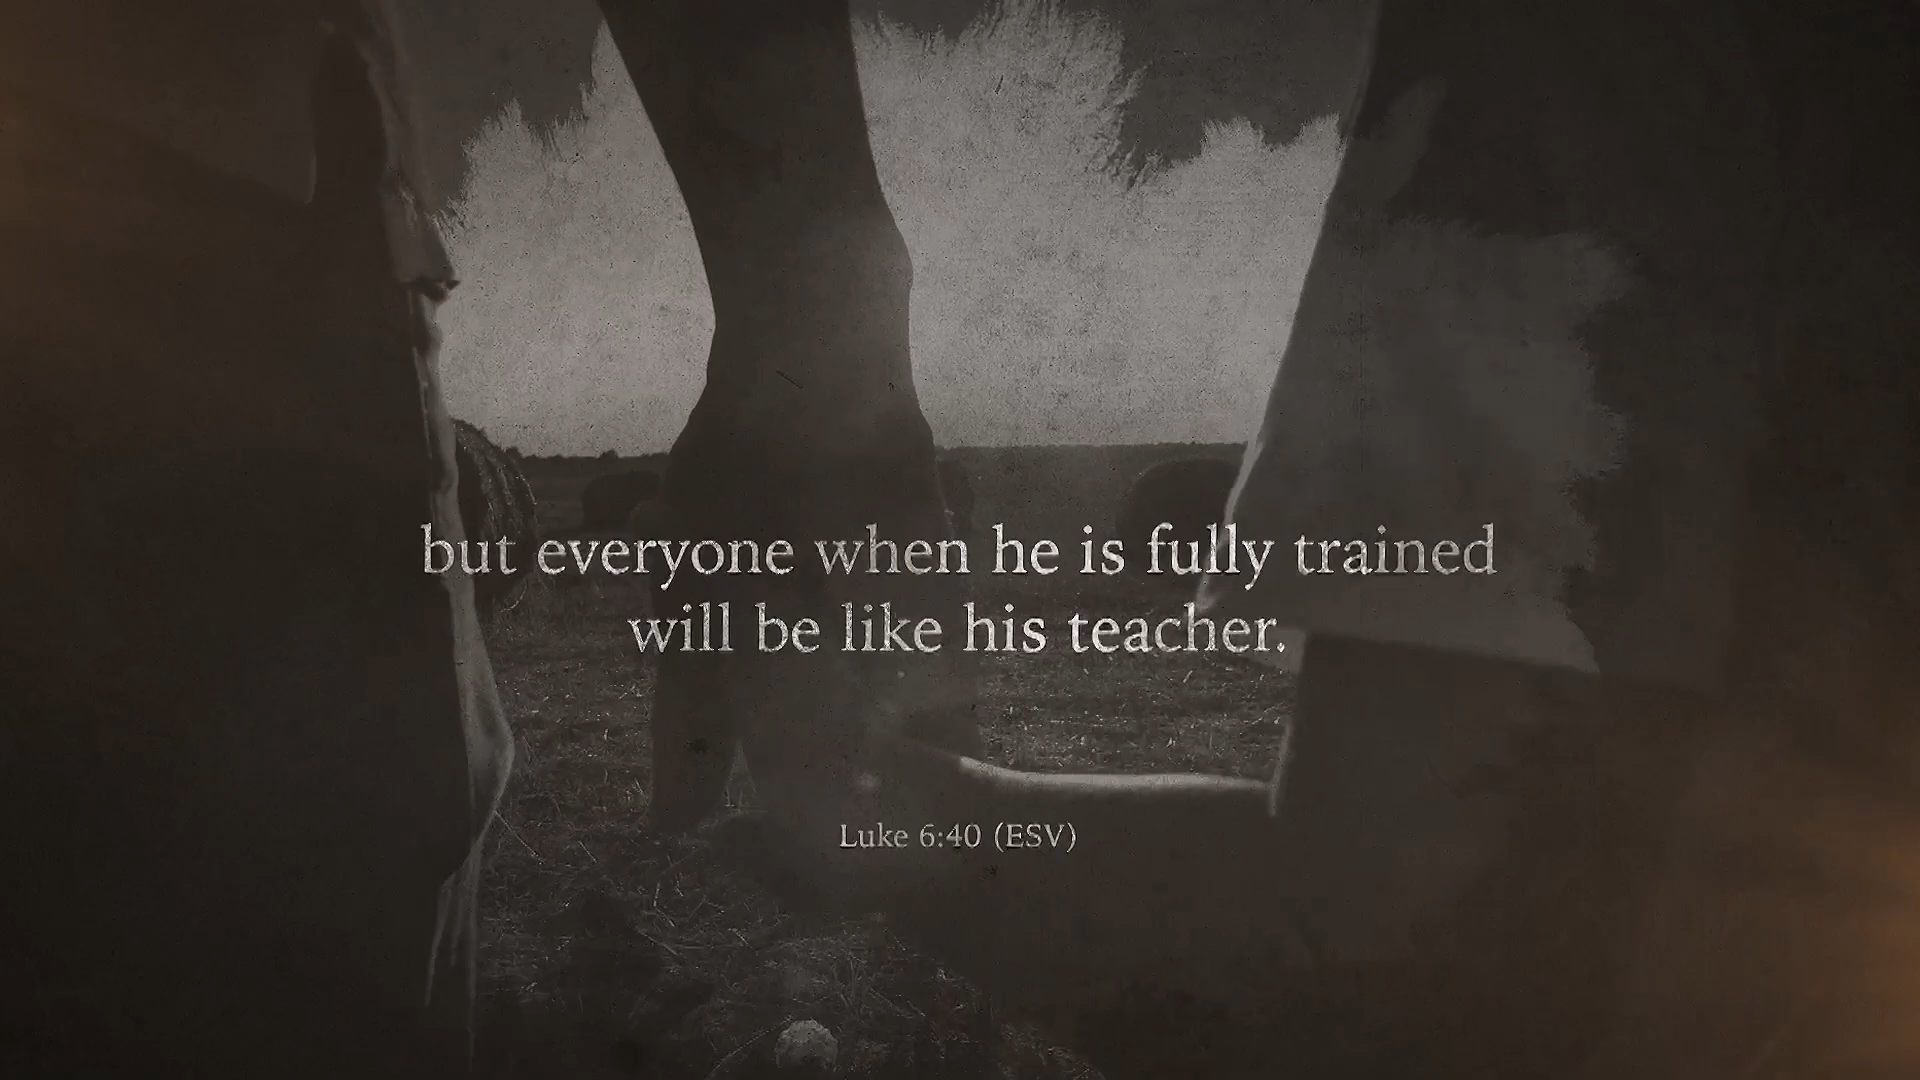 but everyone when he is fully trained
will be like his teacher.
Luke 6:40 (ESV)